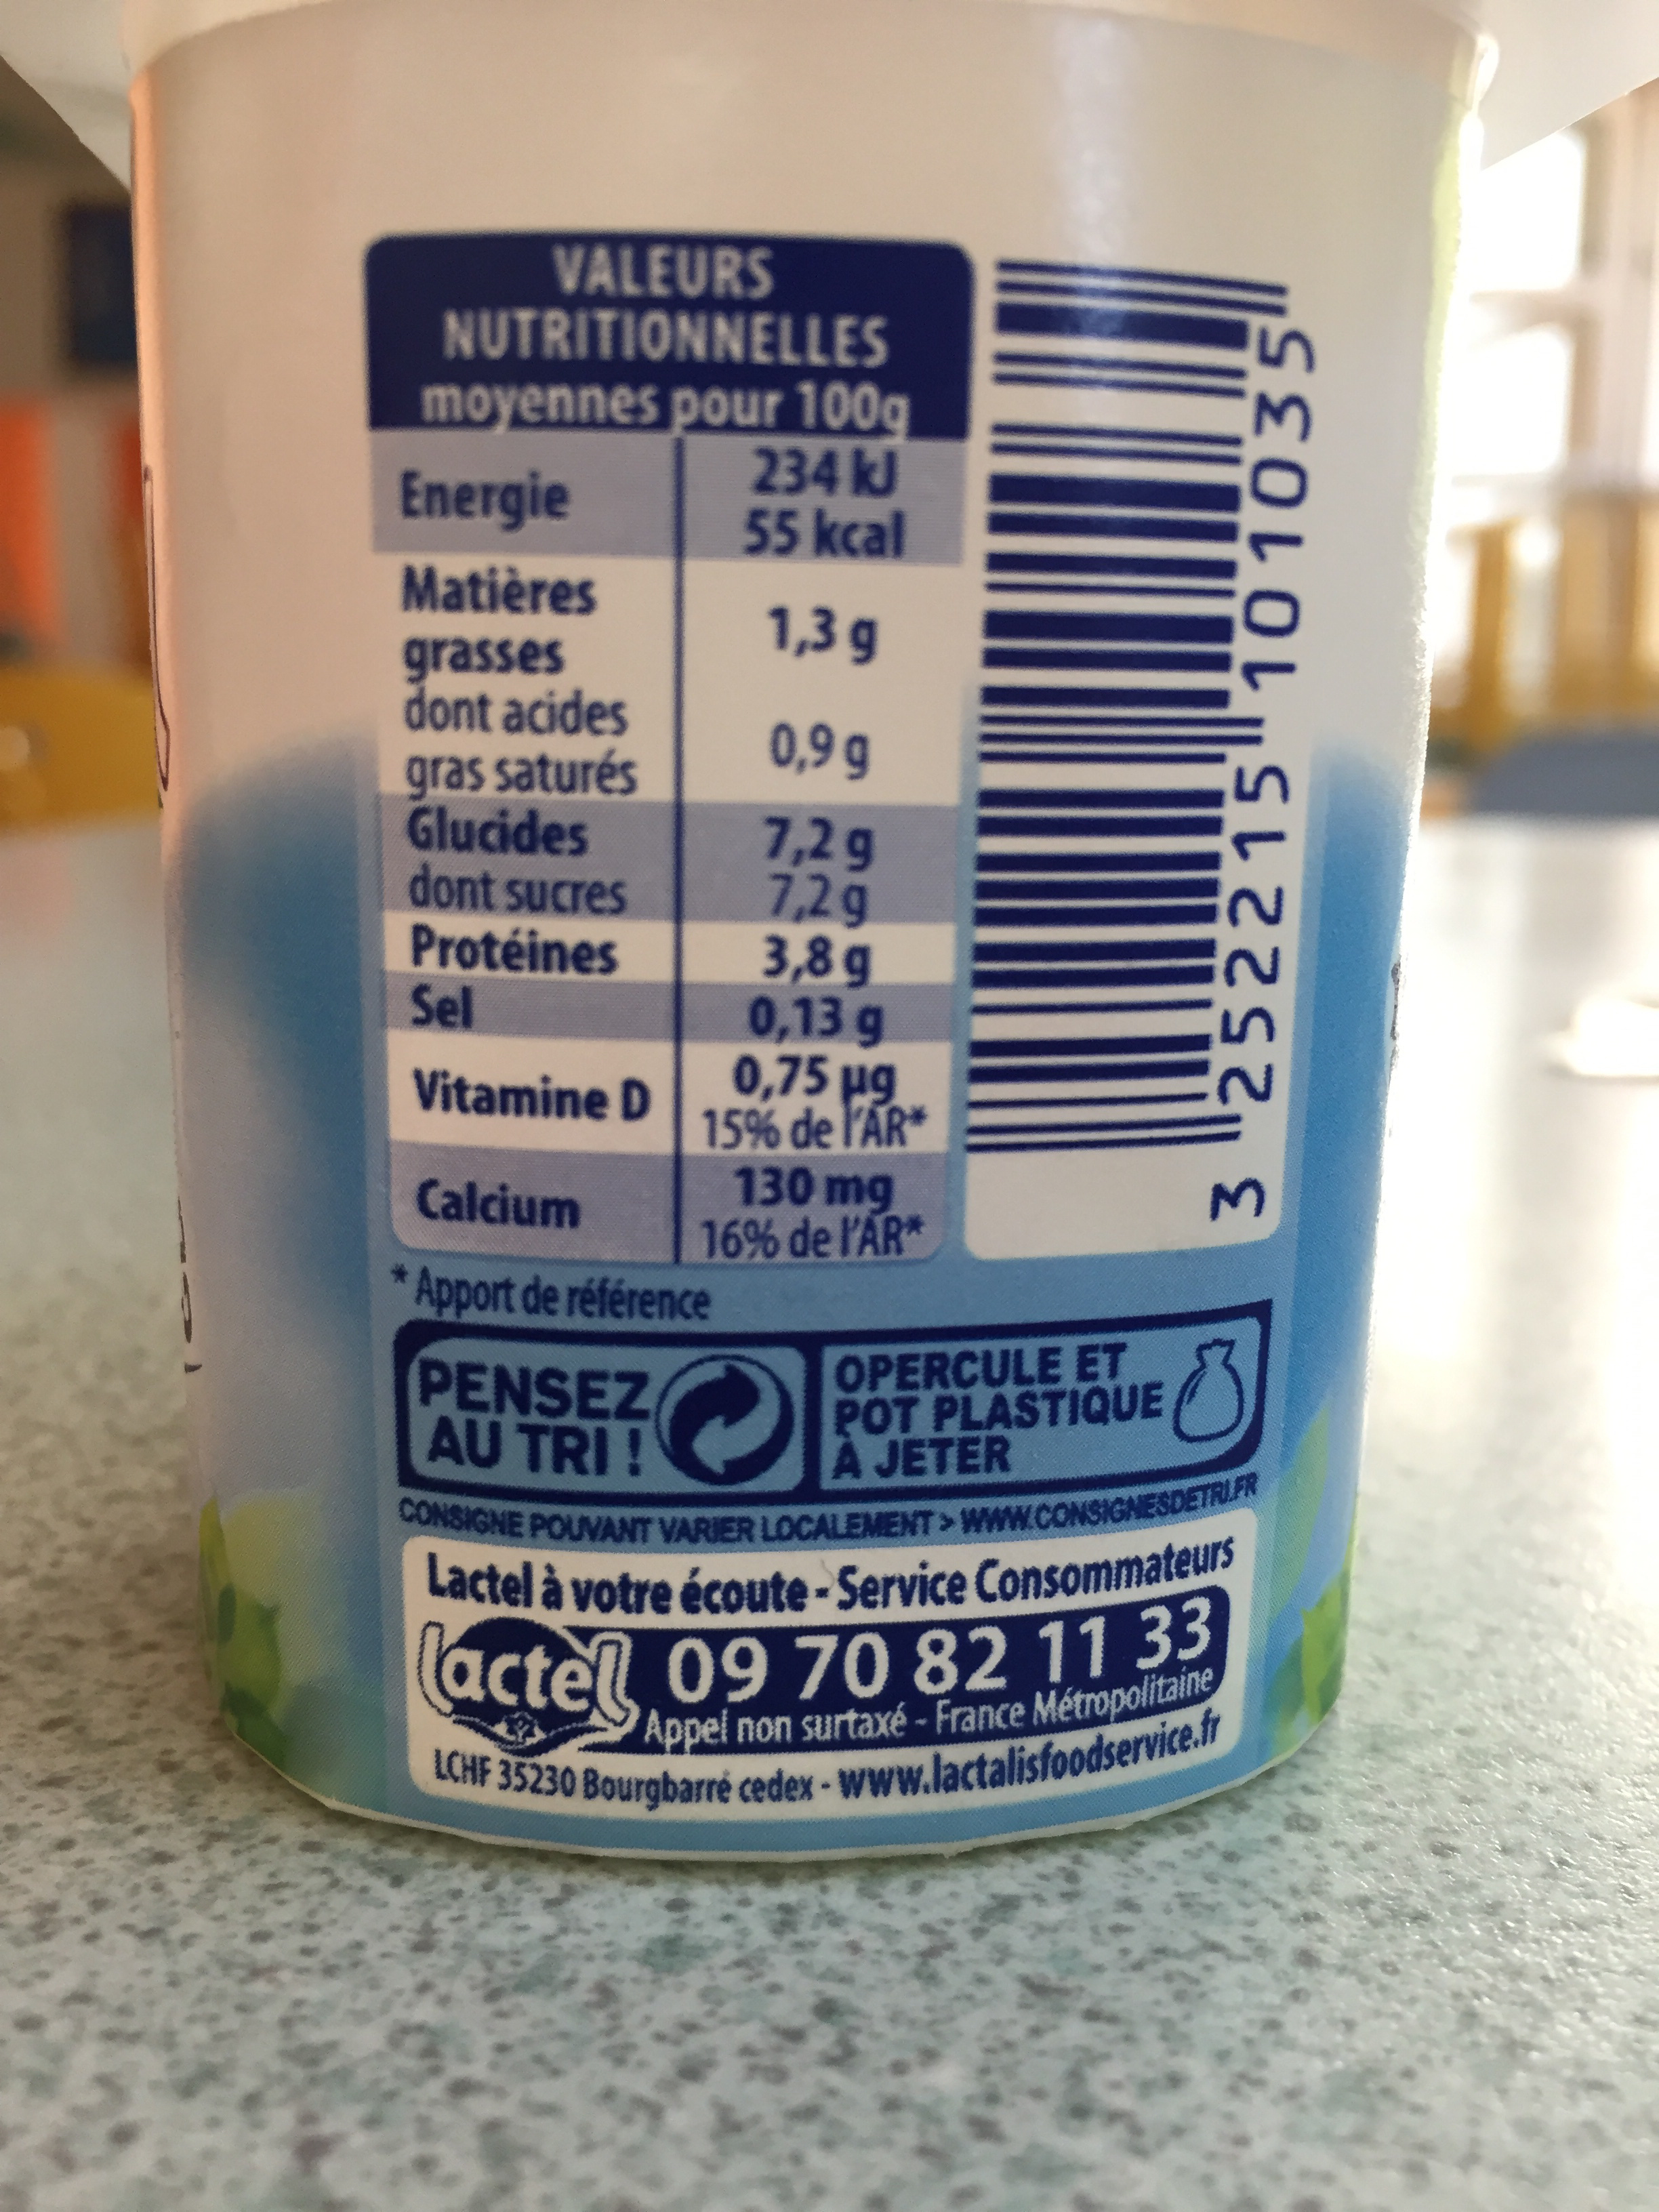 VALEURS
NUTRITIONNELLES
moyennes pour 100g
Energie 234 kJ
55 kcal
Matières
grasses 1,3 g
dont acides
gras saturés 0,9 g
Glucides 7,2 g
dont sucres 7,2 g
Protéines 3,8 g
Sel 0,13 g
Vitamine D 0,75 µg
15% de l'AR*
Calcium 130 mg
16% de l'AR*
* Apport de référence
3 252215 101035
PENSEZ
AU TRI !
OPERCULE ET
POT PLASTIQUE
À JETER
CONSIGNE POUVANT VARIER LOCALEMENT > WWW.CONSIGNESDETRI.FR
Lactel à votre écoute - Service Consommateurs
lactel 09 70 82 11 33
Appel non surtaxé - France Métropolitaine
LCHF 35230 Bourgbarré cedex - www.lactalisfoodservice.fr